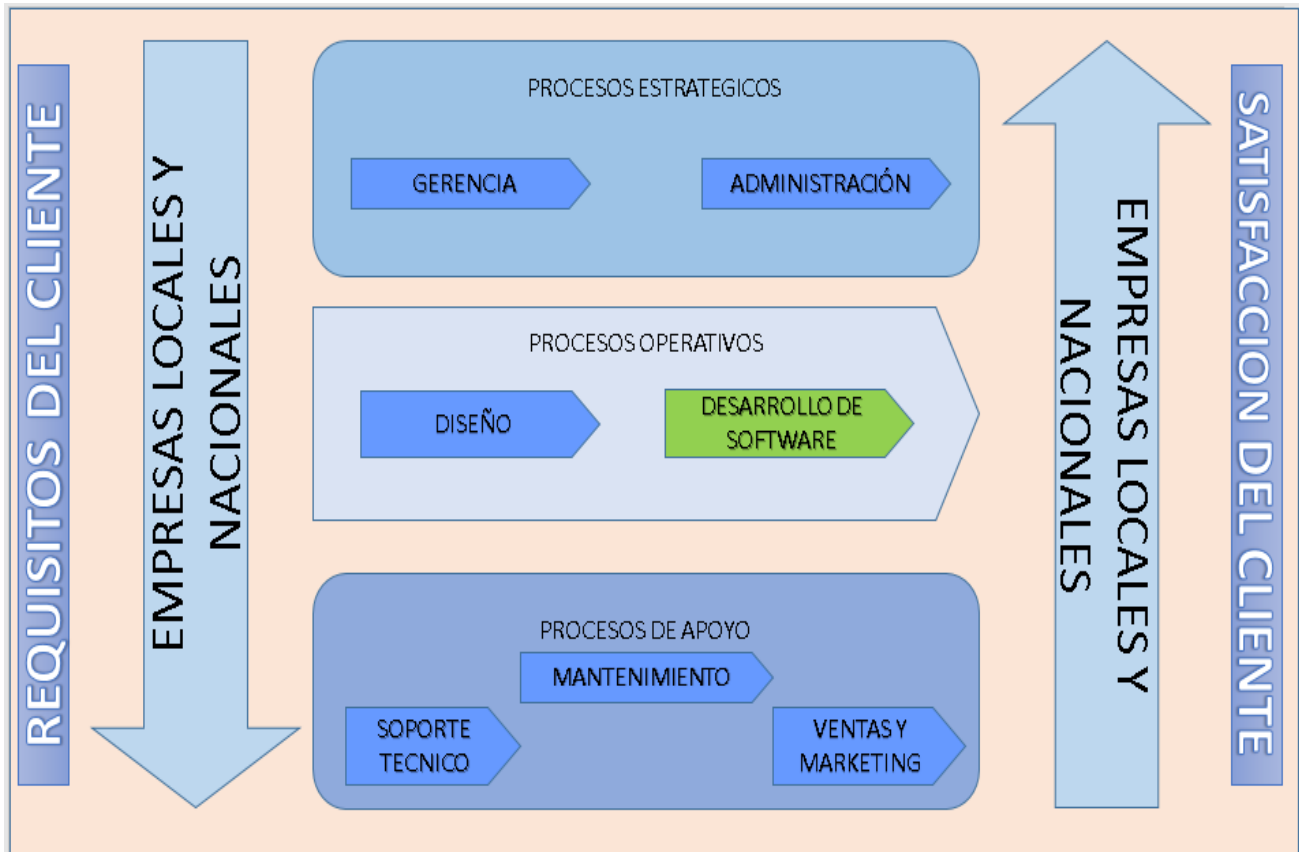 REQUISITOS DEL CLIENTE
EMPRESAS LOCALES Y
NACIONALES
PROCESOS ESTRATEGICOS
GERENCIA
ADMINISTRACIÓN
PROCESOS OPERATIVOS
DISEÑO
DESARROLLO DE
SOFTWARE
PROCESOS DE APOYO
MANTENIMIENTO
SOPORTE
TECNICO
VENTAS Y
MARKETING
EMPRESAS LOCALES Y
NACIONALES
SATISFACCION DEL CLIENTE